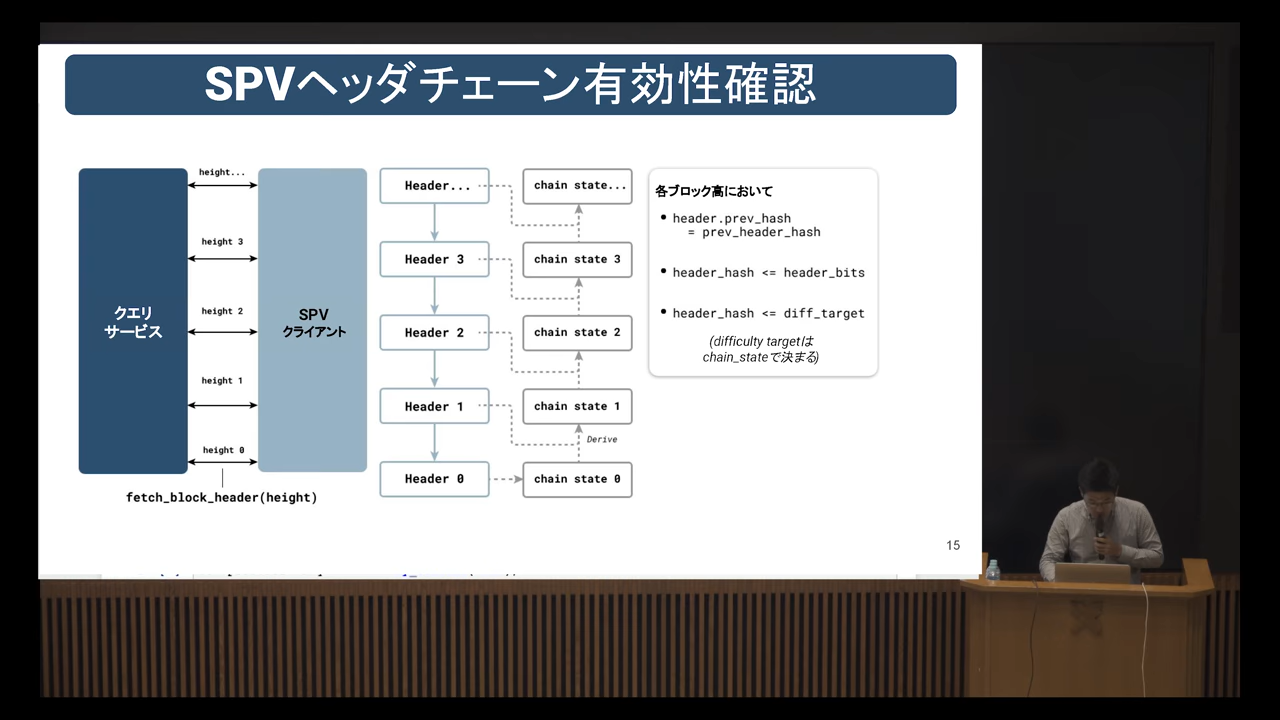 SPVヘッダチェーン有効性確認
height...
height 3
height 2
height 1
height 0
クエリ
サービス
SPV
クライアント
fetch_block_header(height)
Header...
Header 3
Header 2
Header 1
Header 0
chain state...
chain state 3
chain state 2
chain state 1
Derive
chain state 0
各ブロック高において
• header.prev_hash
= prev_header_hash
• header_hash <= header_bits
• header_hash <= diff_target
(difficulty targetは
chain_stateで決まる)
15